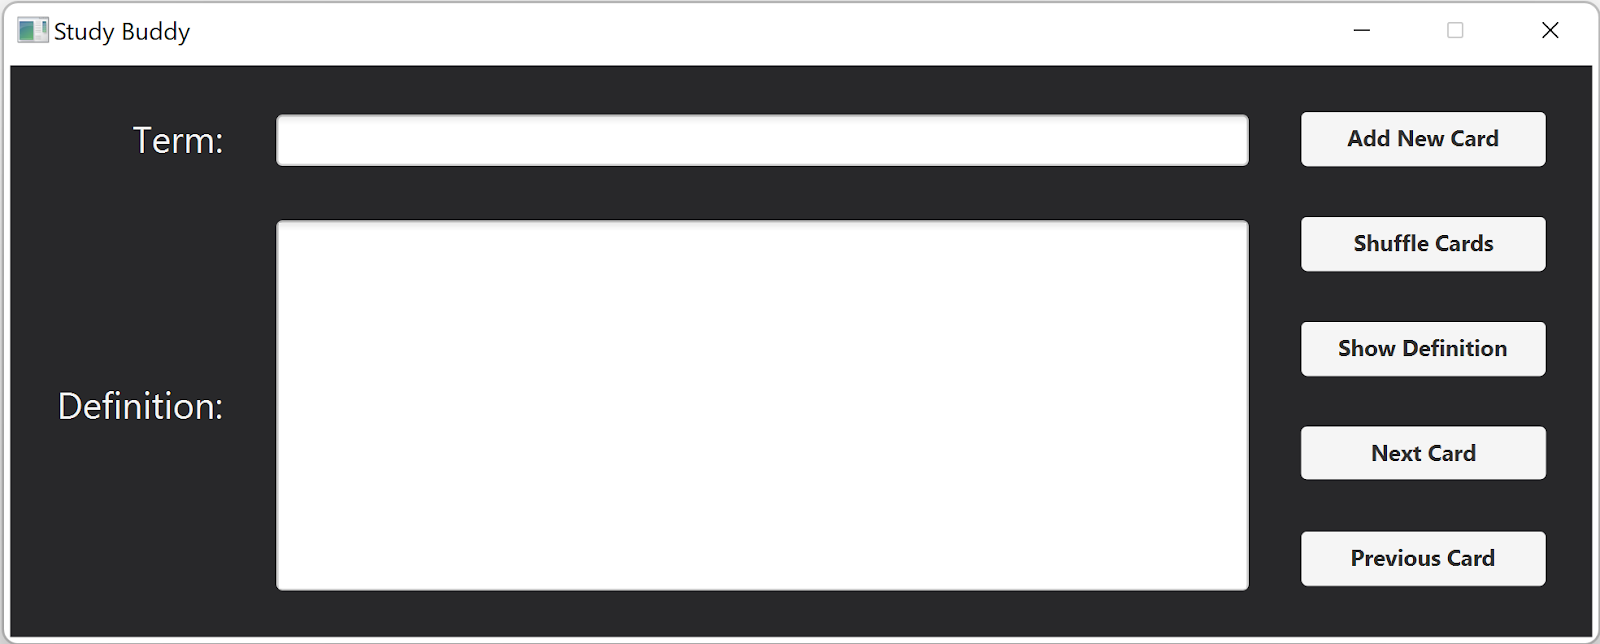 Study Buddy
Term:
Add New Card
Shuffle Cards
Show Definition
Definition:
Next Card
Previous Card